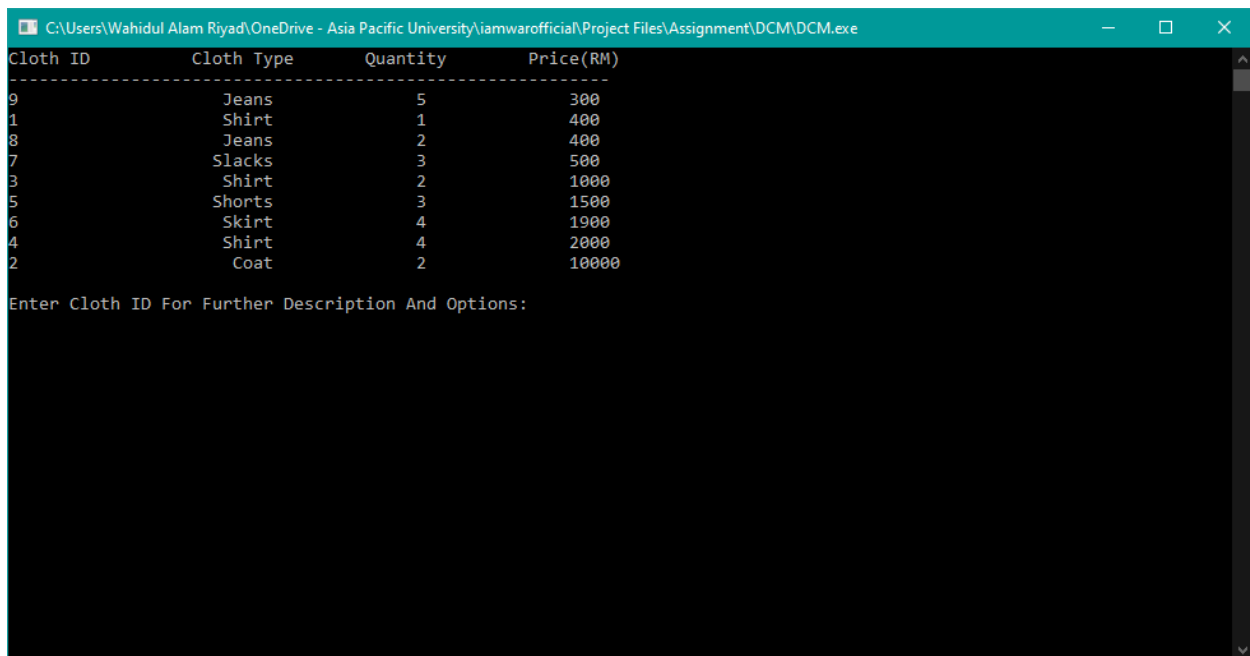 C:\Users\Wahidul Alam Riyad\OneDrive - Asia Pacific University\iamwarofficial\Project Files\Assignment\DCM\DCM.exe
Cloth ID          Cloth Type       Quantity        Price(RM)
-----------------------------------------------------------
9                    Jeans              5              300
1                    Shirt              1              400
8                    Jeans              2              400
7                   Slacks              3              500
3                    Shirt              2              1000
5                   Shorts              3              1500
6                    Skirt              4              1900
4                    Shirt              4              2000
2                     Coat              2              10000
Enter Cloth ID For Further Description And Options: